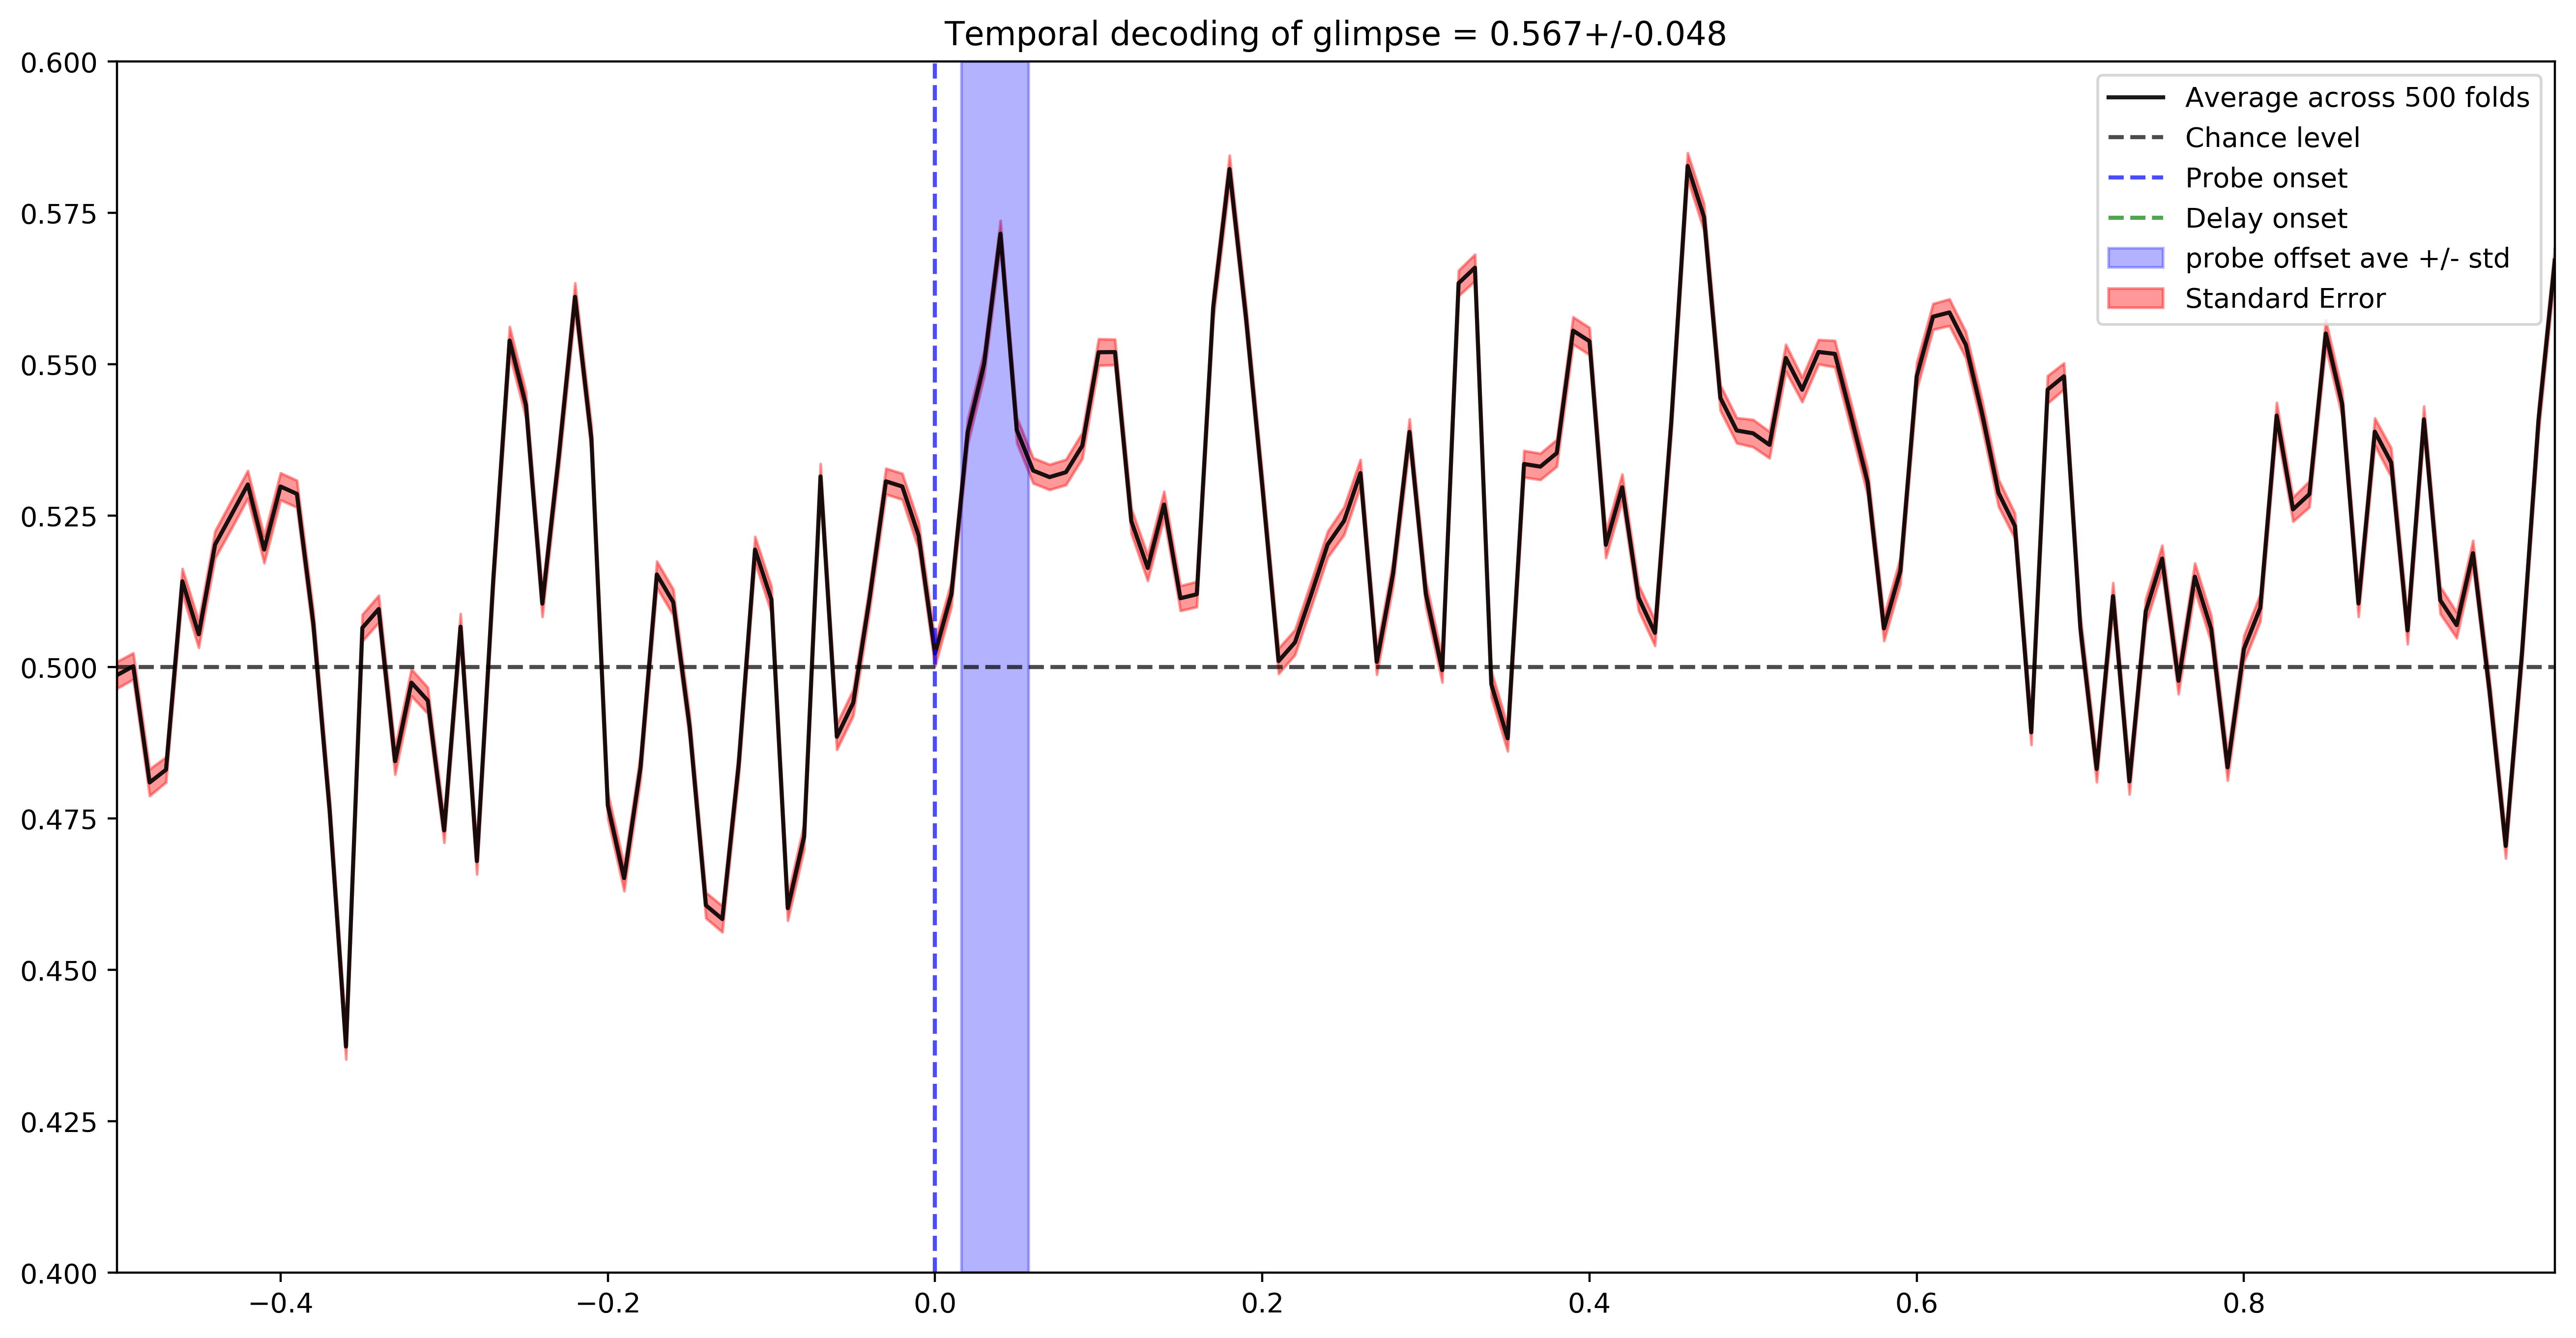 Temporal decoding of glimpse = 0.567+/-0.048
0.600
0.575
0.550
0.525
0.500
0.475
0.450
0.425
0.400
−0.4
−0.2
0.0
0.2
0.4
0.6
0.8
Average across 500 folds
Chance level
Probe onset
Delay onset
probe offset ave +/- std
Standard Error